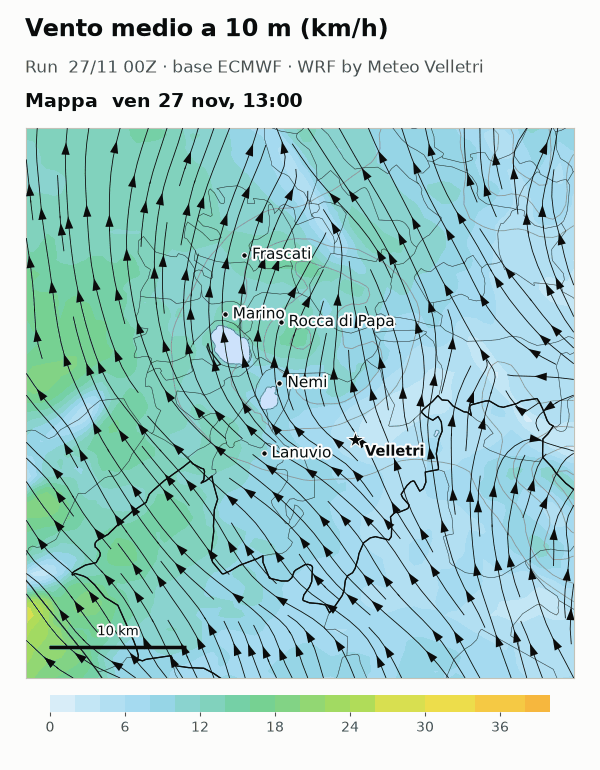 Vento medio a 10 m (km/h)
Run  27/11 00Z · base ECMWF · WRF by Meteo Velletri
Mappa  ven 27 nov, 13:00
Frascati
Marino
Rocca di Papa
Nemi
Velletri
Lanuvio
10 km
0 6 12 18 24 30 36